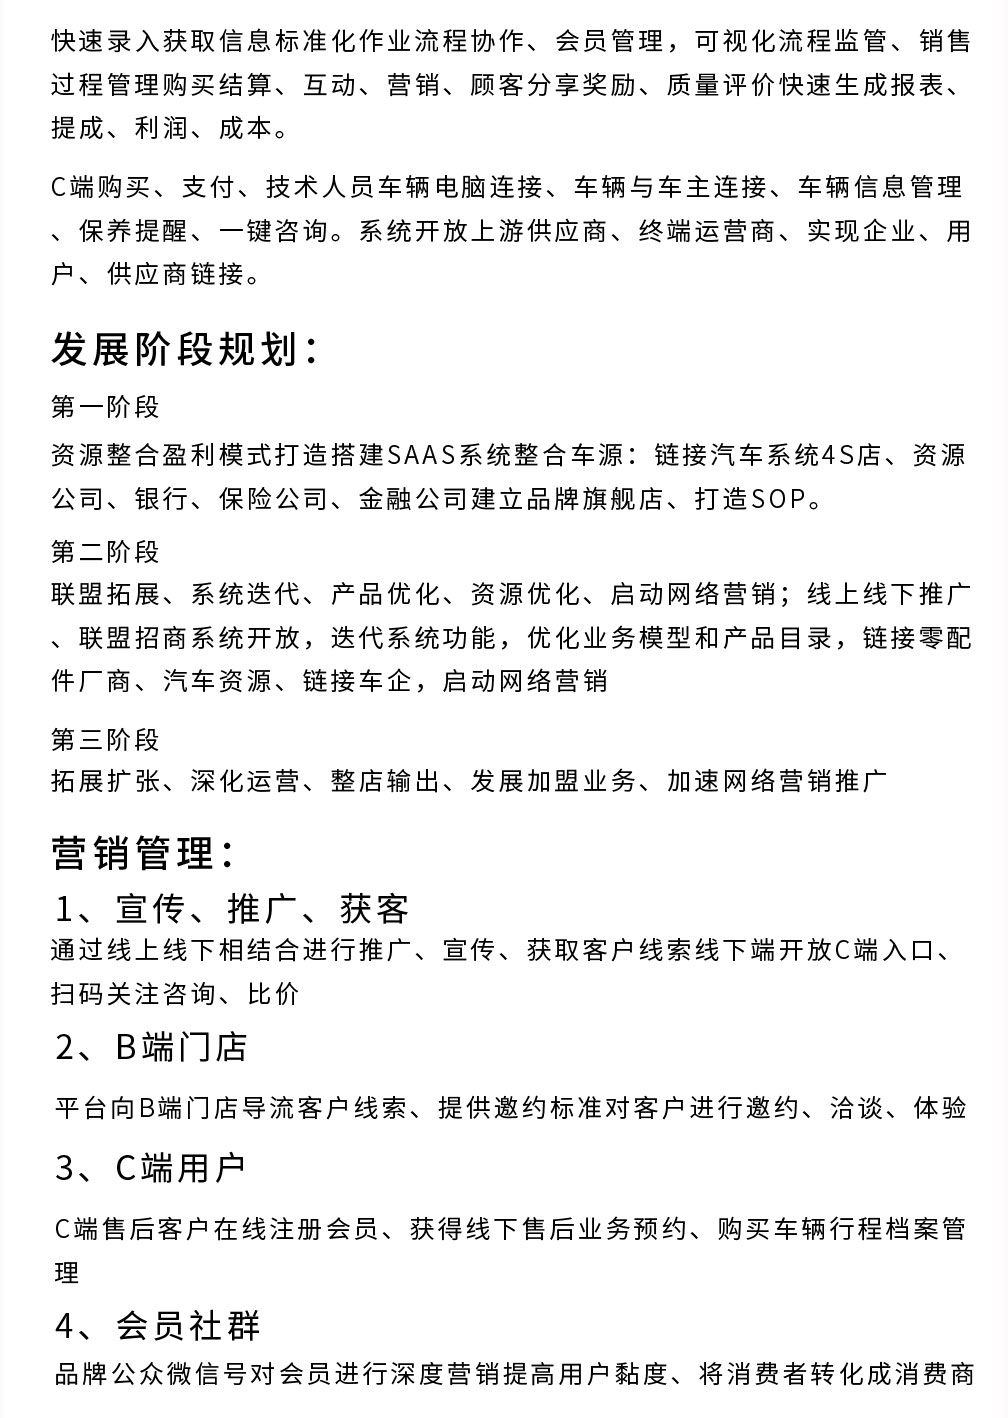 快速录入获取信息标准化作业流程协作、会员管理，可视化流程监管、销售
过程管理购买结算、互动、营销、顾客分享奖励、质量评价快速生成报表、
提成、利润、成本。
C端购买、支付、技术人员车辆电脑连接、车辆与车主连接、车辆信息管理
、保养提醒、一键咨询。系统开放上游供应商、终端运营商、实现企业、用
户、供应商链接。
发展阶段规划：
第一阶段
资源整合盈利模式打造搭建SAAS系统整合车源：链接汽车系统4S店、资源
公司、银行、保险公司、金融公司建立品牌旗舰店、打造SOP。
第二阶段
联盟拓展、系统迭代、产品优化、资源优化、启动网络营销；线上线下推广
、联盟招商系统开放，迭代系统功能，优化业务模型和产品目录，链接零配
件厂商、汽车资源、链接车企，启动网络营销
第三阶段
拓展扩张、深化运营、整店输出、发展加盟业务、加速网络营销推广
营销管理：
1、宣传、推广、获客
通过线上线下相结合进行推广、宣传、获取客户线索线下端开放C端入口、
扫码关注咨询、比价
2、B端门店
平台向B端门店导流客户线索、提供邀约标准对客户进行邀约、洽谈、体验
3、C端用户
C端售后客户在线注册会员、获得线下售后业务预约、购买车辆行程档案管
理
4、会员社群
品牌公众微信号对会员进行深度营销提高用户黏度、将消费者转化成消费商